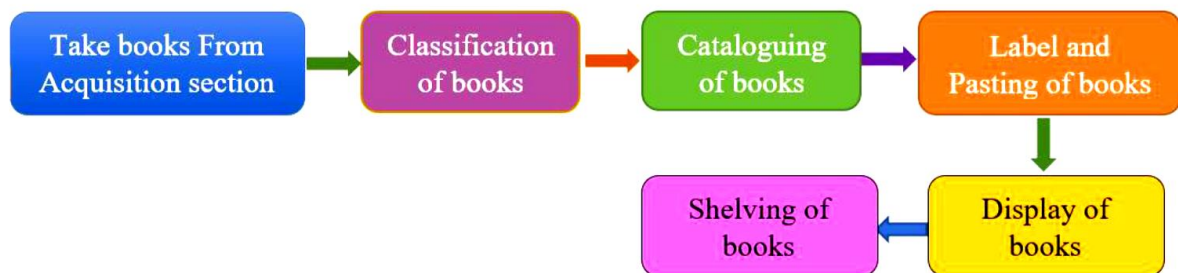 Take books From
Acquisition section
Classification
of books
Cataloguing
of books
Label and
Pasting of books
Display of
books
Shelving of
books